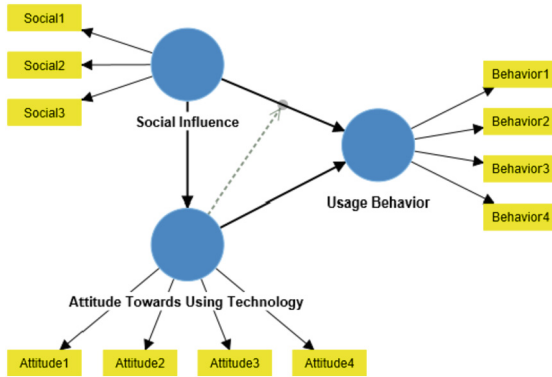 Social1
Social2
Social3
Social Influence
Behavior1
Behavior2
Behavior3
Behavior4
Usage Behavior
Attitude Towards Using Technology
Attitude1
Attitude2
Attitude3
Attitude4